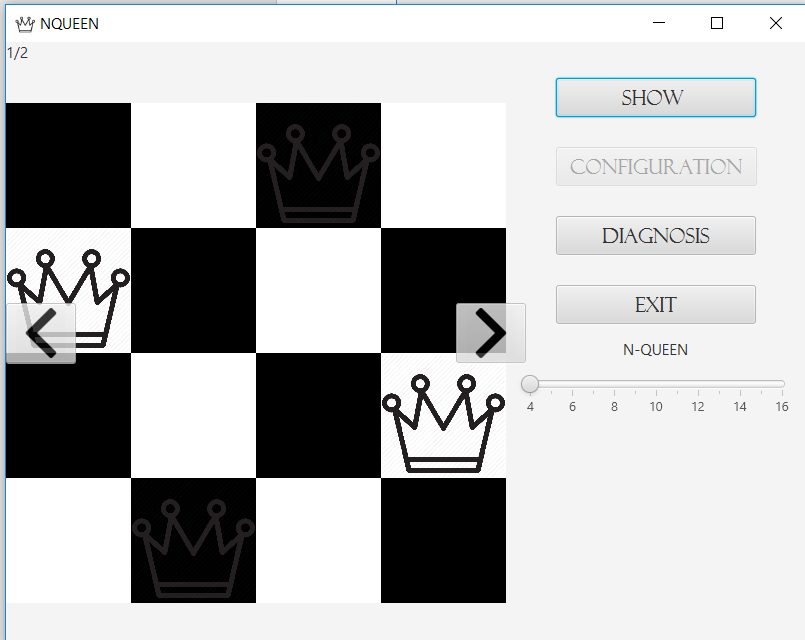 NQUEEN
1/2
SHOW
CONFIGURATION
DIAGNOSIS
EXIT
N-QUEEN
4 6 8 10 12 14 16